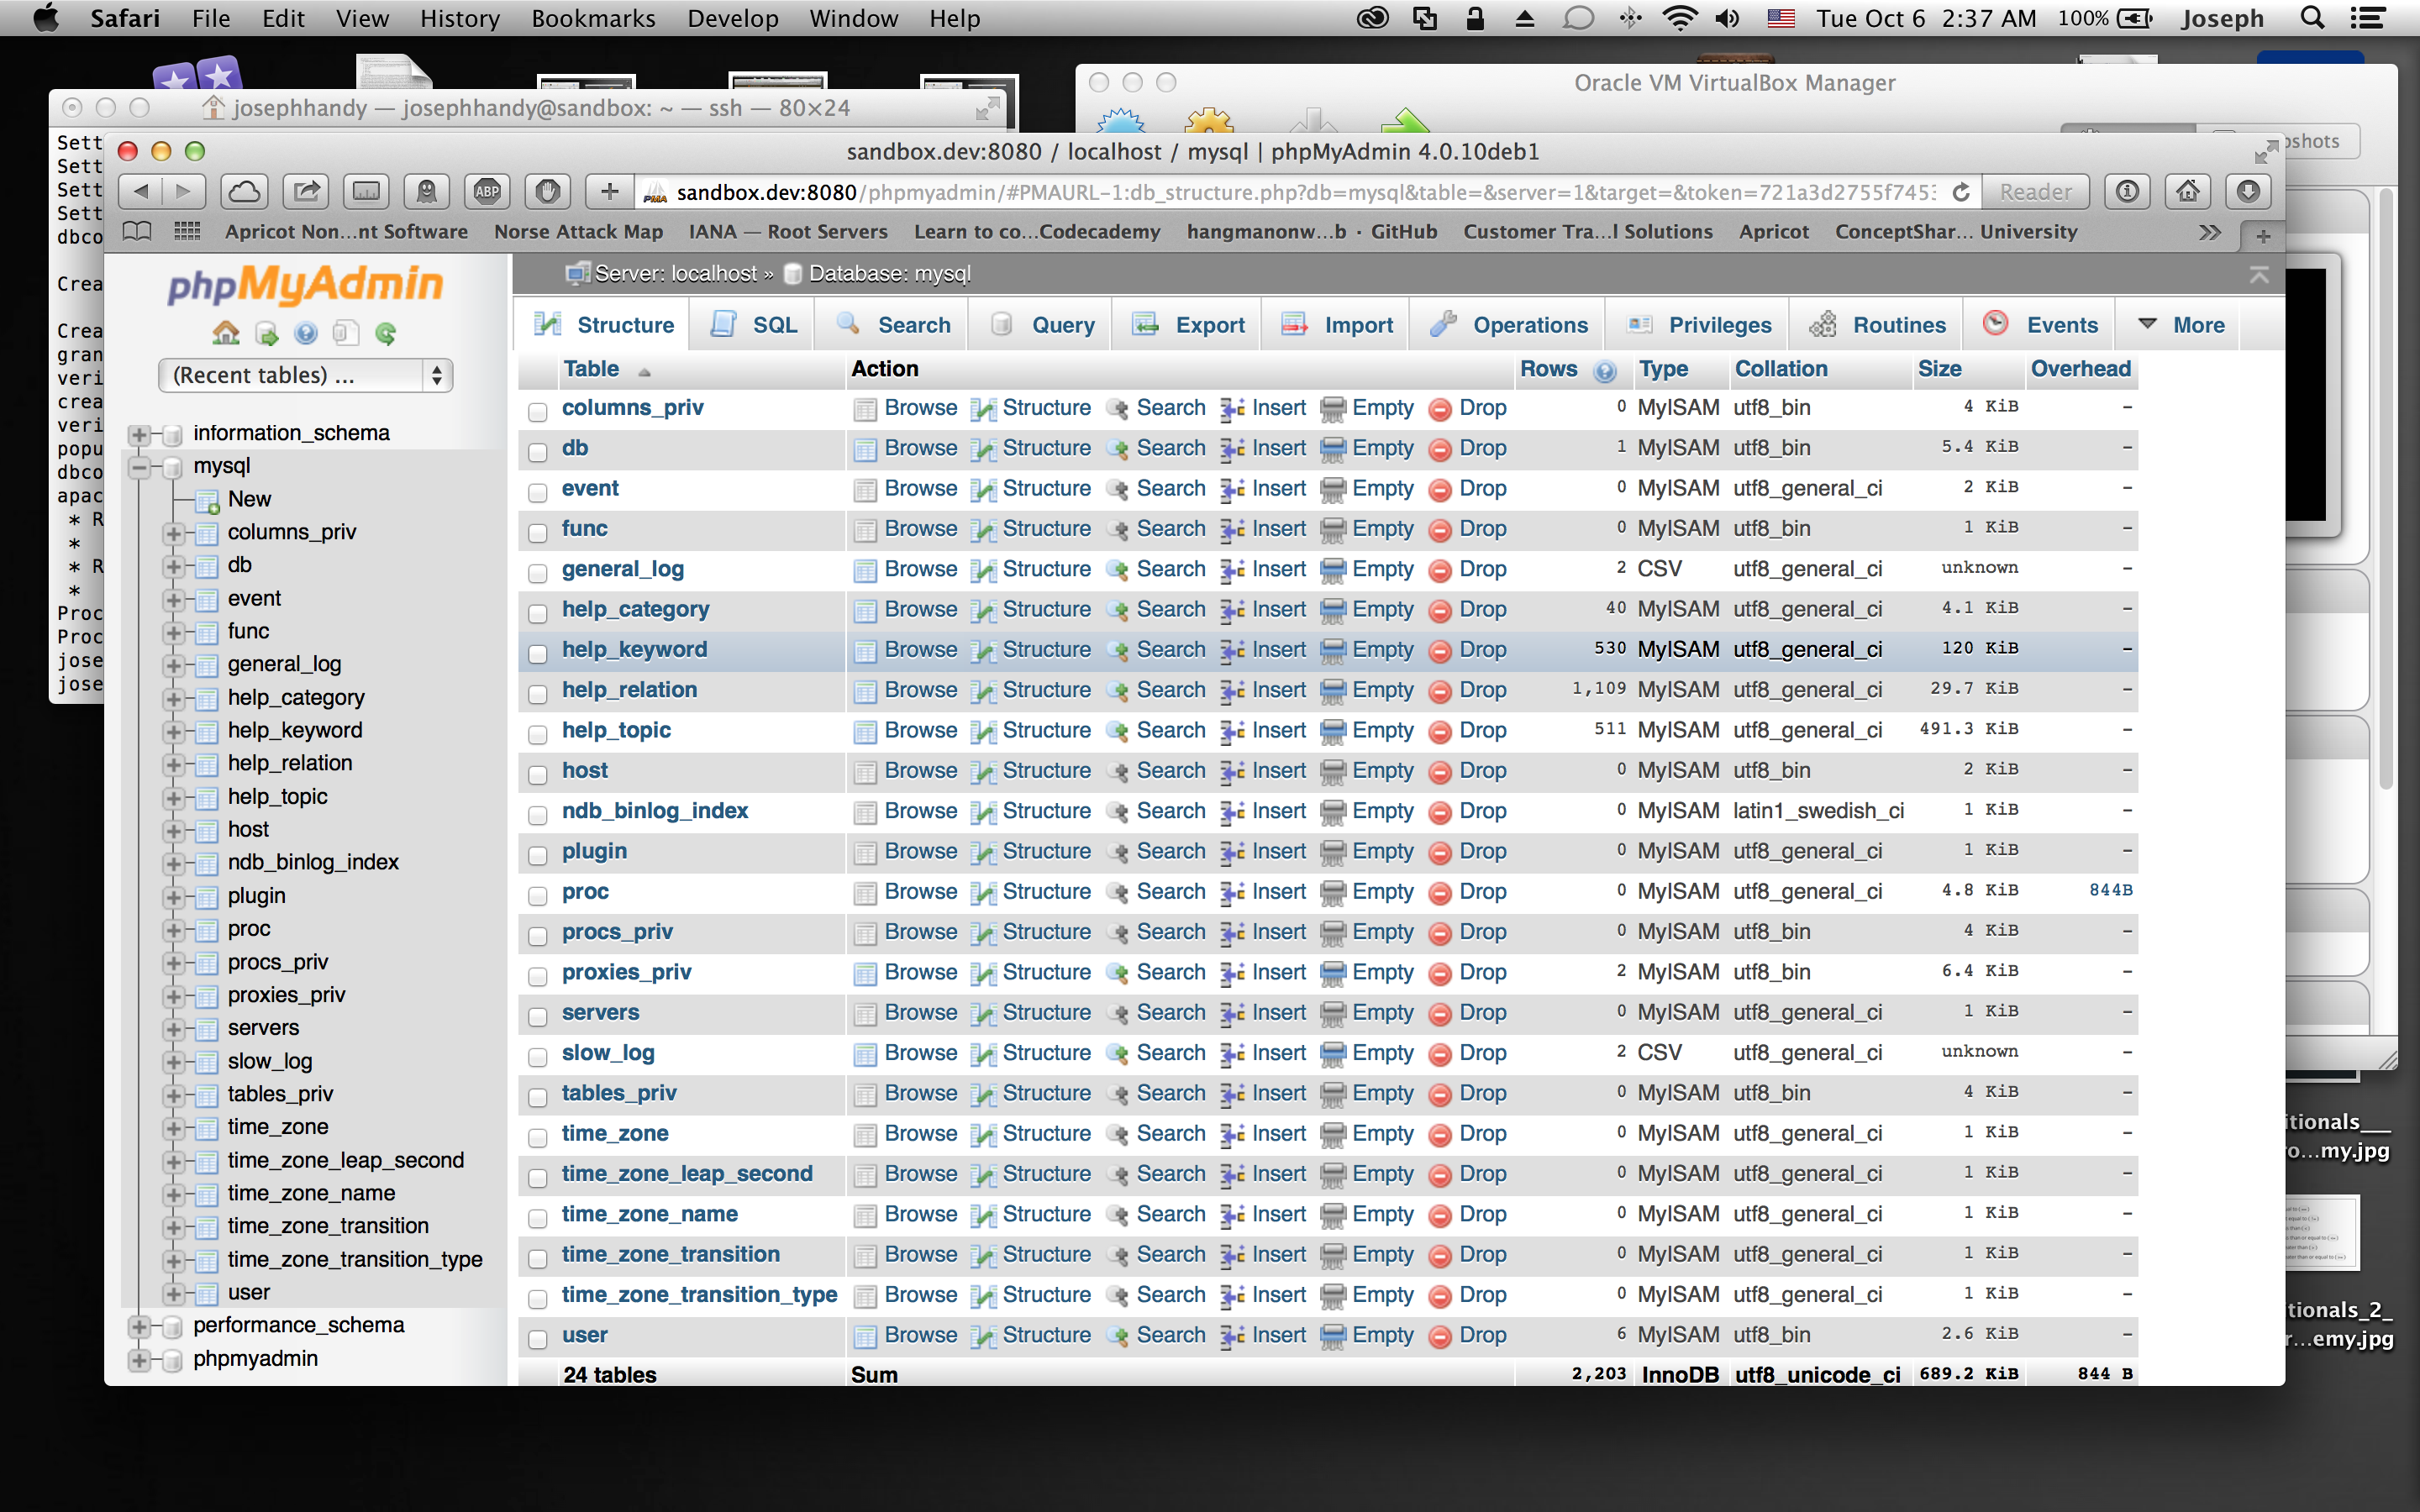 Safari File Edit View History Bookmarks Develop Window Help Tue Oct 6 2:37 AM 100% Joseph
Oracle VM VirtualBox Manager
josephhandy — josephhandy@sandbox: ~ — ssh — 80×24
pshots
Sett
Sett
Sett
Sett
dbco
Crea
Crea
gran
veri
crea
veri
popu
dbco
apac
* R
*
* R
*
Proc
Proc
jose
jose
sandbox.dev:8080 / localhost / mysql | phpMyAdmin 4.0.10deb1
ABP
PMA sandbox.dev:8080/phpmyadmin/#PMAURL-1:db_structure.php?db=mysql&table=&server=1&target=&token=721a3d2755f745
Reader
Apricot Non...nt Software Norse Attack Map IANA — Root Servers Learn to co...Codecademy hangmanonw...b · GitHub Customer Tra...l Solutions Apricot ConceptShar... University
phpMyAdmin
(Recent tables) ...
information_schema
mysql
New
columns_priv
db
event
func
general_log
help_category
help_keyword
help_relation
help_topic
host
ndb_binlog_index
plugin
proc
procs_priv
proxies_priv
servers
slow_log
tables_priv
time_zone
time_zone_leap_second
time_zone_name
time_zone_transition
time_zone_transition_type
user
performance_schema
phpmyadmin
Server: localhost » Database: mysql
Structure SQL Search Query Export Import Operations Privileges Routines Events More
Table Action Rows Type Collation Size Overhead
columns_priv Browse Structure Search Insert Empty Drop 0 MyISAM utf8_bin 4 KiB –
db Browse Structure Search Insert Empty Drop 1 MyISAM utf8_bin 5.4 KiB –
event Browse Structure Search Insert Empty Drop 0 MyISAM utf8_general_ci 2 KiB –
func Browse Structure Search Insert Empty Drop 0 MyISAM utf8_bin 1 KiB –
general_log Browse Structure Search Insert Empty Drop 2 CSV utf8_general_ci unknown –
help_category Browse Structure Search Insert Empty Drop 40 MyISAM utf8_general_ci 4.1 KiB –
help_keyword Browse Structure Search Insert Empty Drop 530 MyISAM utf8_general_ci 120 KiB –
help_relation Browse Structure Search Insert Empty Drop 1,109 MyISAM utf8_general_ci 29.7 KiB –
help_topic Browse Structure Search Insert Empty Drop 511 MyISAM utf8_general_ci 491.3 KiB –
host Browse Structure Search Insert Empty Drop 0 MyISAM utf8_bin 2 KiB –
ndb_binlog_index Browse Structure Search Insert Empty Drop 0 MyISAM latin1_swedish_ci 1 KiB –
plugin Browse Structure Search Insert Empty Drop 0 MyISAM utf8_general_ci 1 KiB –
proc Browse Structure Search Insert Empty Drop 0 MyISAM utf8_general_ci 4.8 KiB 844B
procs_priv Browse Structure Search Insert Empty Drop 0 MyISAM utf8_bin 4 KiB –
proxies_priv Browse Structure Search Insert Empty Drop 2 MyISAM utf8_bin 6.4 KiB –
servers Browse Structure Search Insert Empty Drop 0 MyISAM utf8_general_ci 1 KiB –
slow_log Browse Structure Search Insert Empty Drop 2 CSV utf8_general_ci unknown –
tables_priv Browse Structure Search Insert Empty Drop 0 MyISAM utf8_bin 4 KiB –
time_zone Browse Structure Search Insert Empty Drop 0 MyISAM utf8_general_ci 1 KiB –
time_zone_leap_second Browse Structure Search Insert Empty Drop 0 MyISAM utf8_general_ci 1 KiB –
time_zone_name Browse Structure Search Insert Empty Drop 0 MyISAM utf8_general_ci 1 KiB –
time_zone_transition Browse Structure Search Insert Empty Drop 0 MyISAM utf8_general_ci 1 KiB –
time_zone_transition_type Browse Structure Search Insert Empty Drop 0 MyISAM utf8_general_ci 1 KiB –
user Browse Structure Search Insert Empty Drop 6 MyISAM utf8_bin 2.6 KiB –
24 tables Sum 2,203 InnoDB utf8_unicode_ci 689.2 KiB 844 B
itionals___
ro...my.jpg
tionals_2_
r...emy.jpg